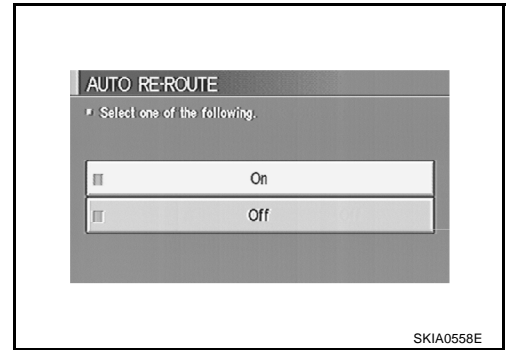 AUTO RE-ROUTE
Select one of the following.
On
Off
SKIA0558E